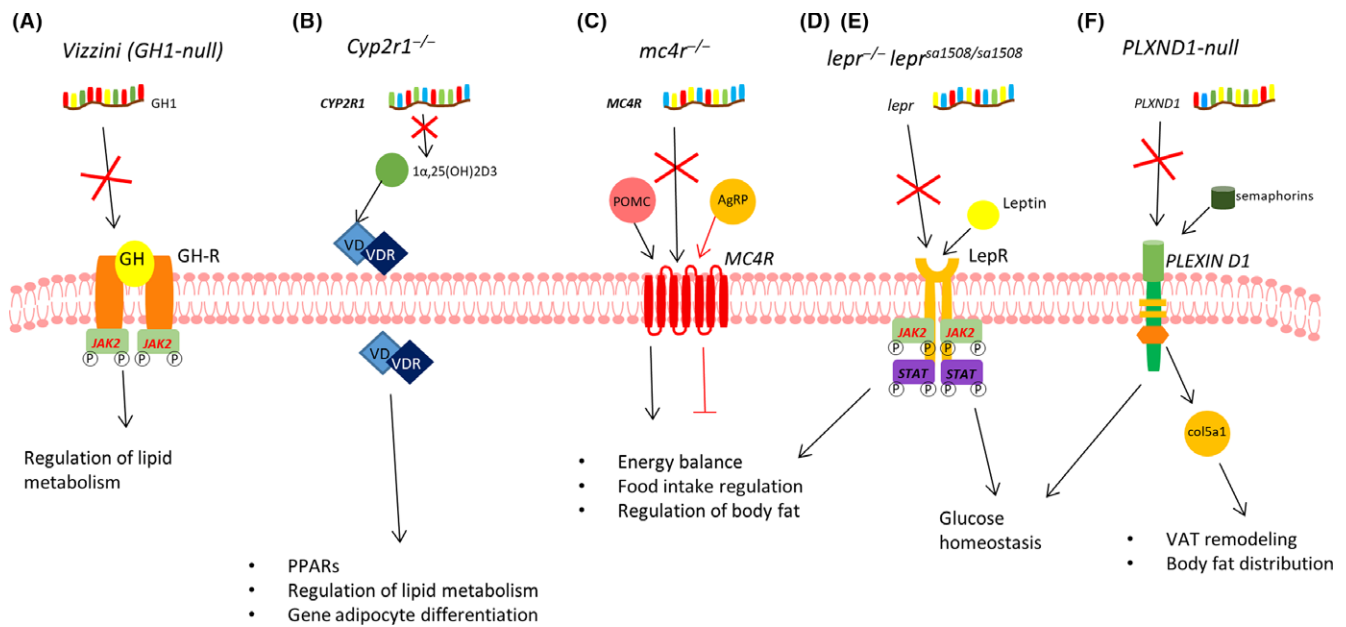 (A)
Vizzini (GH1-null)
GH1
GH
GH-R
JAK2
JAK2
P
P
P
P
Regulation of lipid
metabolism
(B)
Cyp2r1⁻/⁻
CYP2R1
1α,25(OH)2D3
VD
VDR
VD
VDR
• PPARs
• Regulation of lipid metabolism
• Gene adipocyte differentiation
(C)
mc4r⁻/⁻
MC4R
POMC
AgRP
MC4R
• Energy balance
• Food intake regulation
• Regulation of body fat
(D) (E)
lepr⁻/⁻ lepr^sa1508/sa1508
lepr
Leptin
LepR
JAK2
JAK2
P
P
P
P
STAT
STAT
P
P
P
P
Glucose
homeostasis
(F)
PLXND1-null
PLXND1
semaphorins
PLEXIN D1
col5a1
• VAT remodeling
• Body fat distribution